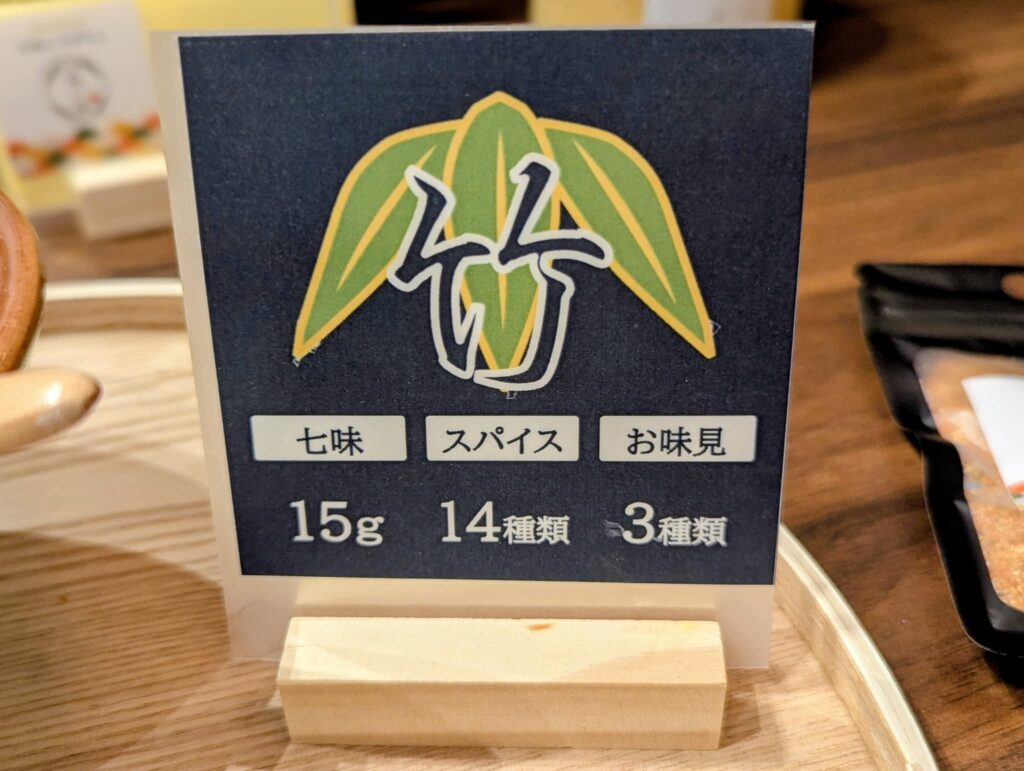 竹
七味 スパイス お味見
15g 14種類 3種類